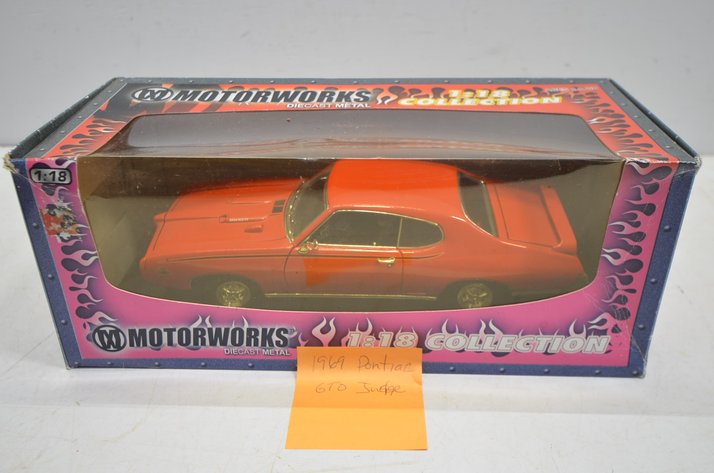 MOTORWORKS
DIECAST METAL
1:18
COLLECTION
1:18
MOTORWORKS
DIECAST METAL
1:18 COLLECTION
1969 Pontiac
GTO Judge